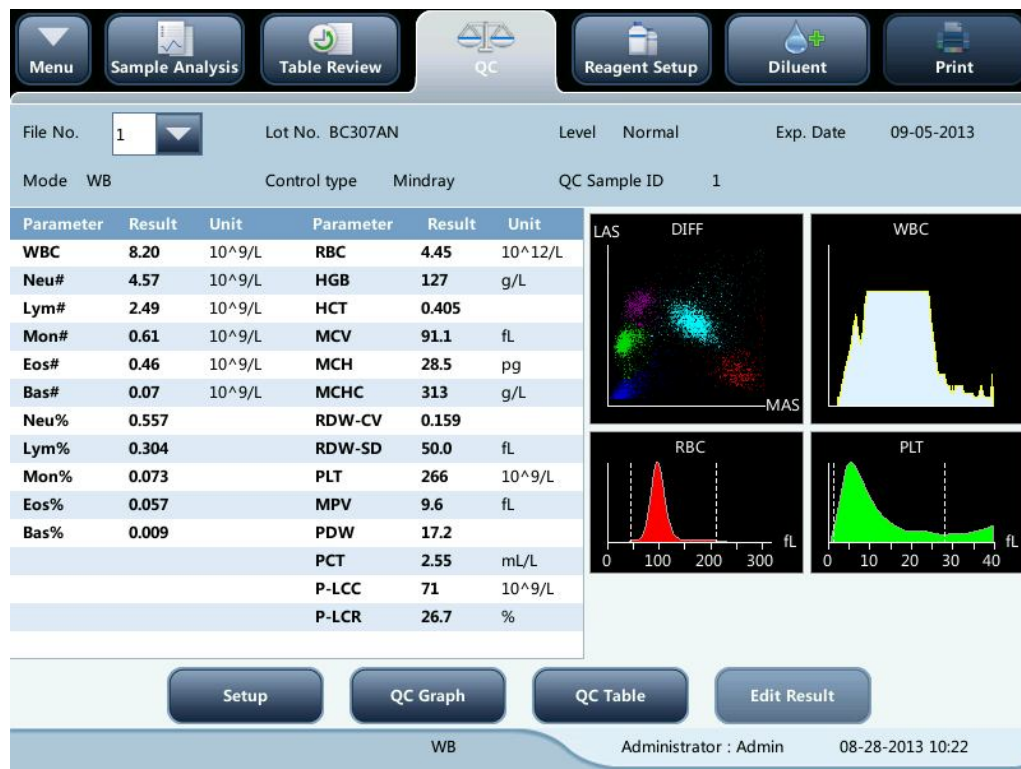 Menu Sample Analysis Table Review QC Reagent Setup Diluent Print
File No. 1 Lot No. BC307AN Level Normal Exp. Date 09-05-2013
Mode WB Control type Mindray QC Sample ID 1
Parameter Result Unit Parameter Result Unit
WBC 8.20 10^9/L RBC 4.45 10^12/L
Neu# 4.57 10^9/L HGB 127 g/L
Lym# 2.49 10^9/L HCT 0.405
Mon# 0.61 10^9/L MCV 91.1 fL
Eos# 0.46 10^9/L MCH 28.5 pg
Bas# 0.07 10^9/L MCHC 313 g/L
Neu% 0.557 RDW-CV 0.159
Lym% 0.304 RDW-SD 50.0 fL
Mon% 0.073 PLT 266 10^9/L
Eos% 0.057 MPV 9.6 fL
Bas% 0.009 PDW 17.2
PCT 2.55 mL/L
P-LCC 71 10^9/L
P-LCR 26.7 %
LAS DIFF
MAS
WBC
RBC
fL
0 100 200 300
PLT
fL
0 10 20 30 40
Setup QC Graph QC Table Edit Result
WB Administrator : Admin 08-28-2013 10:22